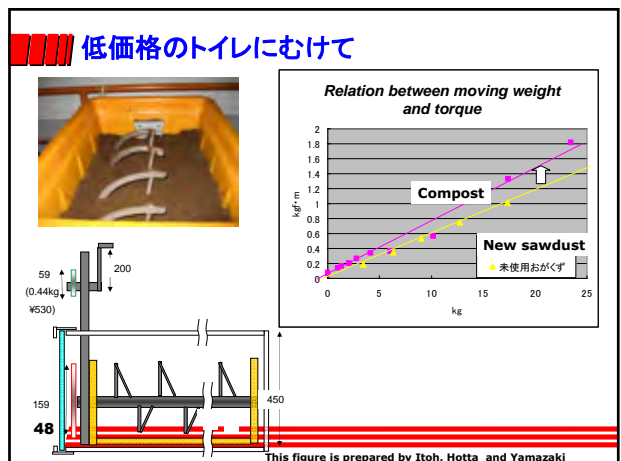 低価格のトイレにむけて
Relation between moving weight
and torque
2
1.8
1.6
1.4
1.2
1
0.8
0.6
0.4
0.2
0
kgf·m
Compost
New sawdust
未使用おがくず
0 5 10 15 20 25
kg
59
(0.44kg
¥530)
200
159
450
48
This figure is prepared by Itoh, Hotta and Yamazaki